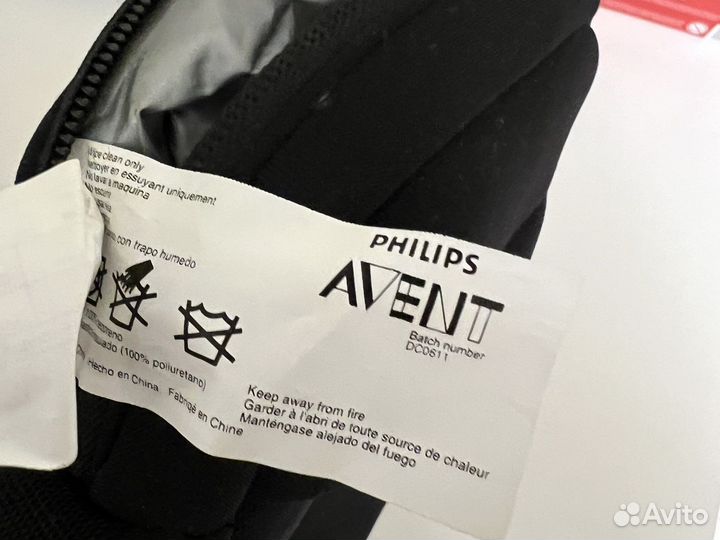 clean only
en essuyant uniquement
No lavar a maquina
con trapo humedo
(100% poliuretano)
Hecho en China Fabriqé en Chine
PHILIPS
AVENT
Batch number
DC0611
Keep away from fire
Garder à l'abri de toute source de chaleur
Manténgase alejado del fuego
Avito